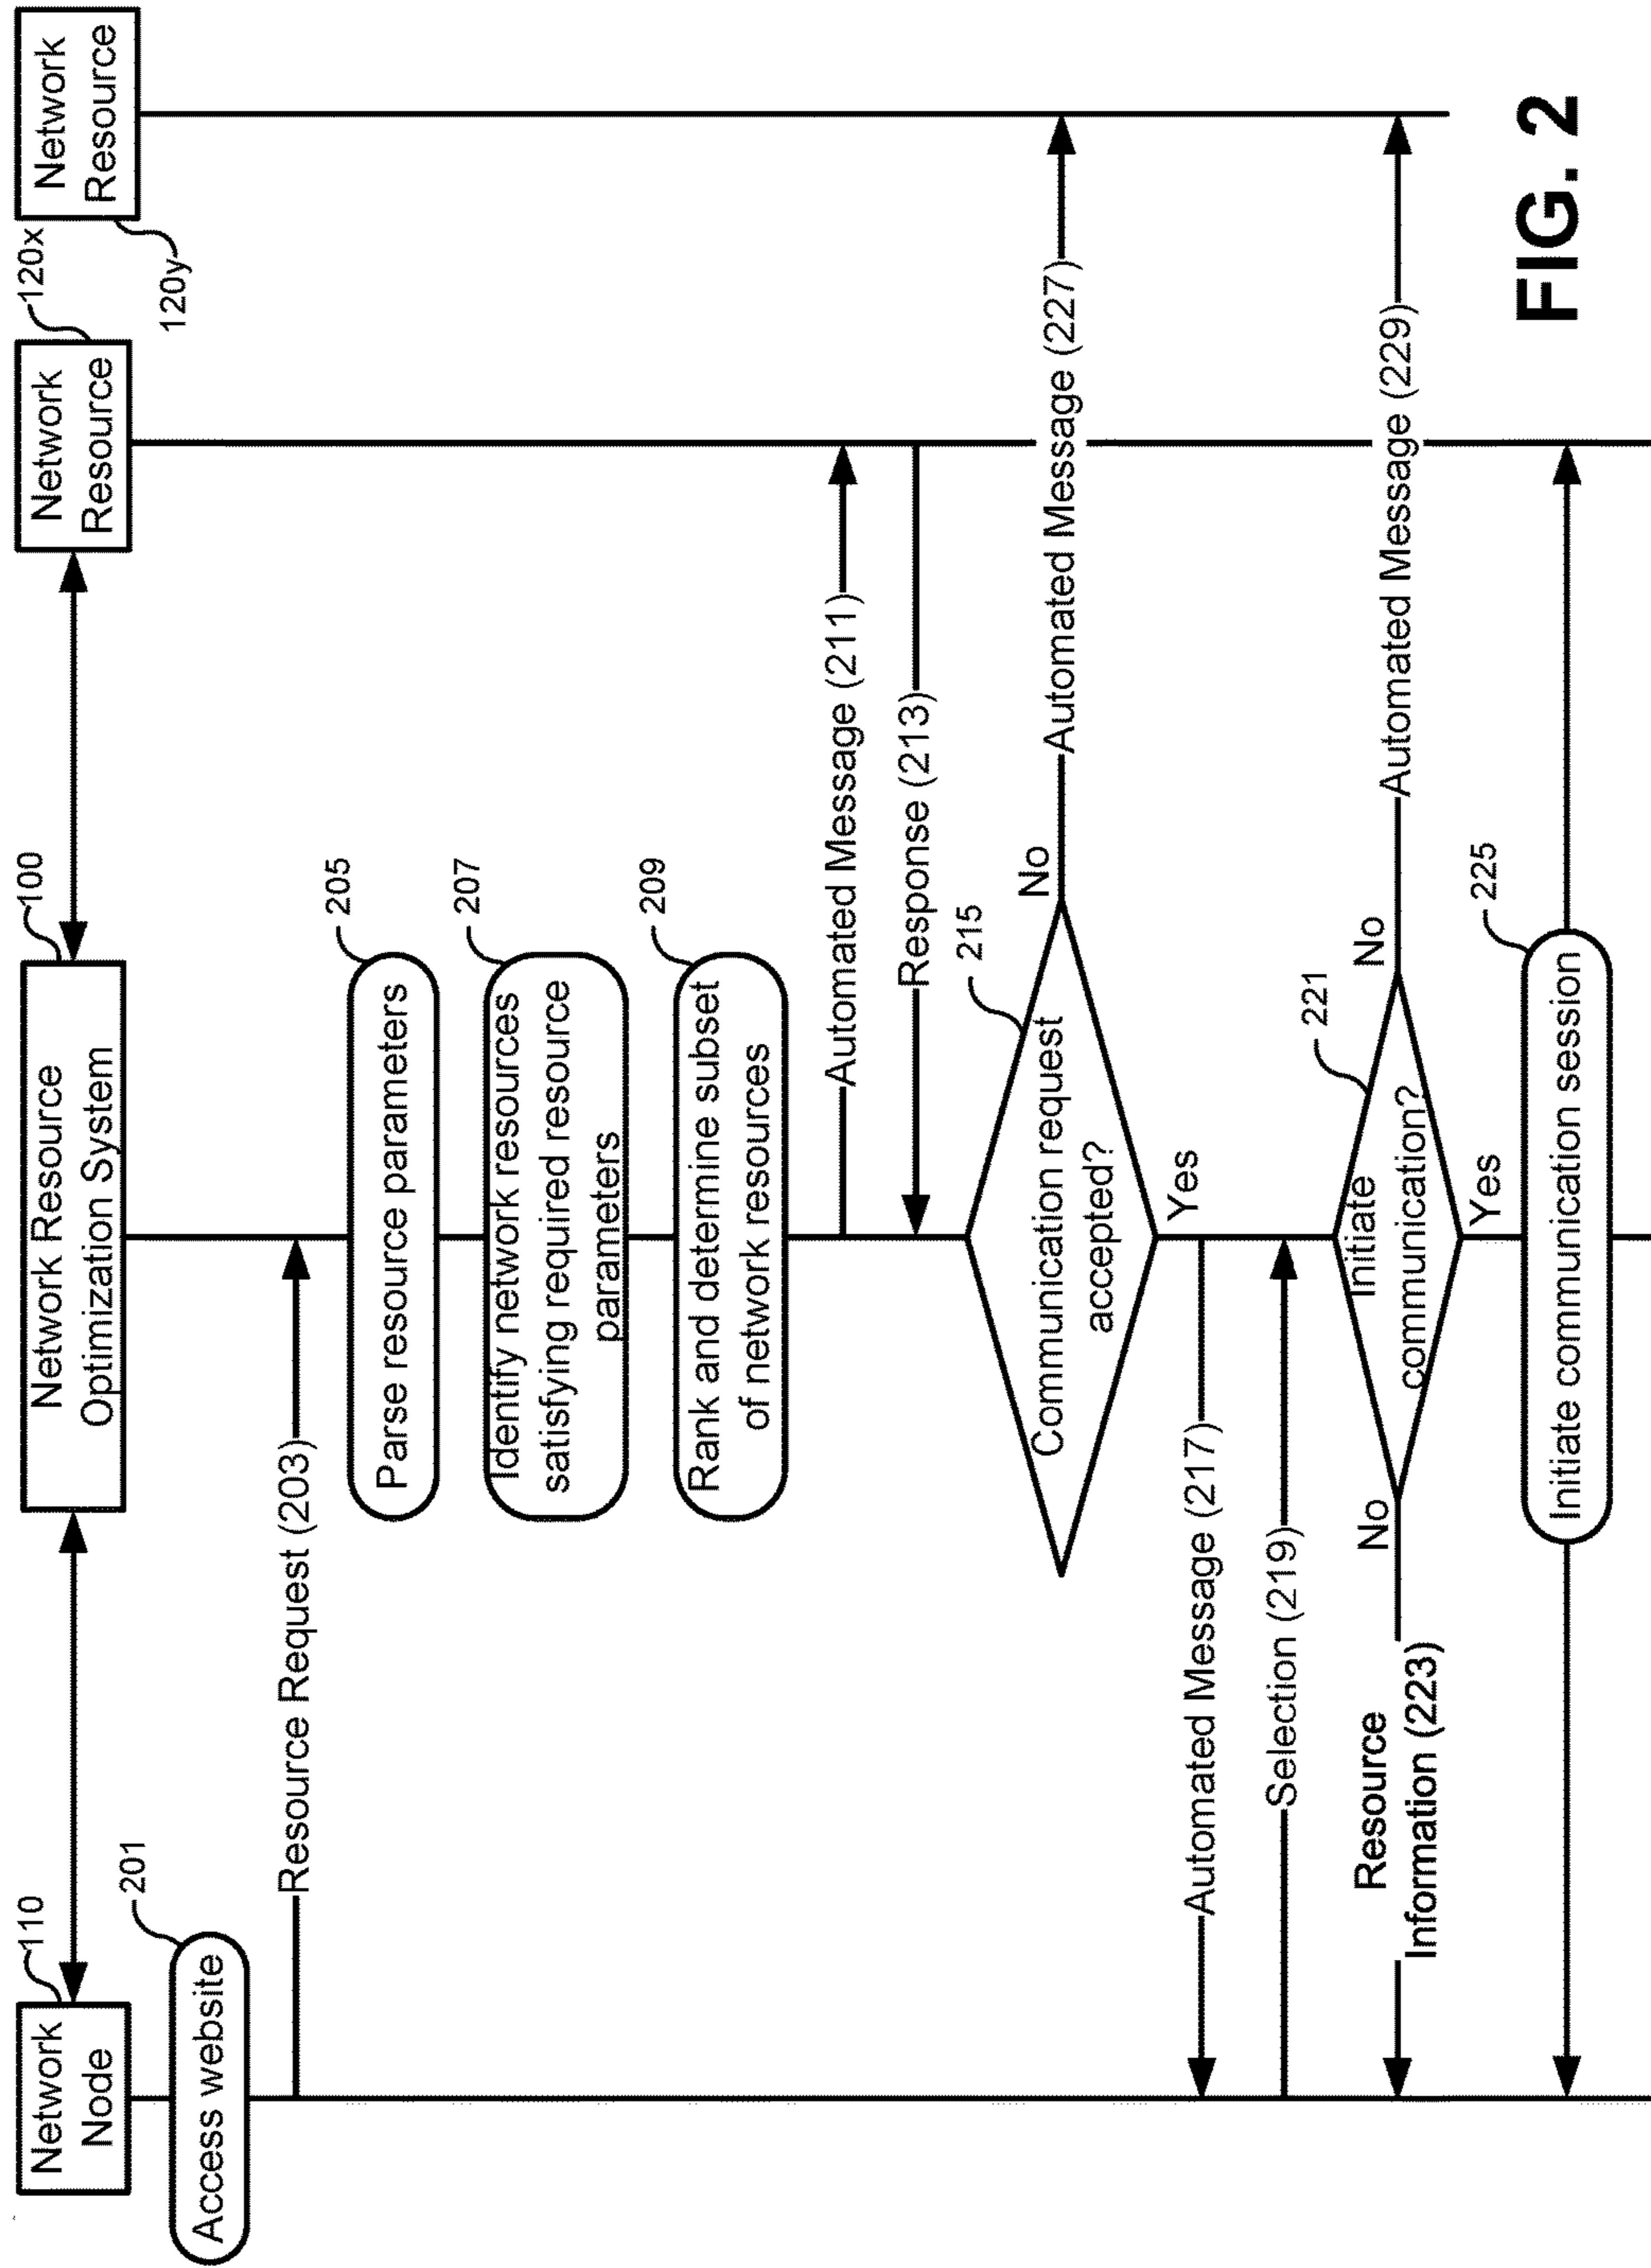 Network
Node
110
Network Resource
Optimization System
100
Network
Resource
120x
Network
Resource
120y
Access website
201
Resource Request (203)
Parse resource parameters
205
Identify network resources
satisfying required resource
parameters
207
Rank and determine subset
of network resources
209
Automated Message (211)
Response (213)
Communication request
accepted?
215
No
Automated Message (227)
Yes
Automated Message (217)
Selection (219)
Initiate
communication?
221
No
Resource
Information (223)
No
Automated Message (229)
Yes
Initiate communication session
225
FIG. 2